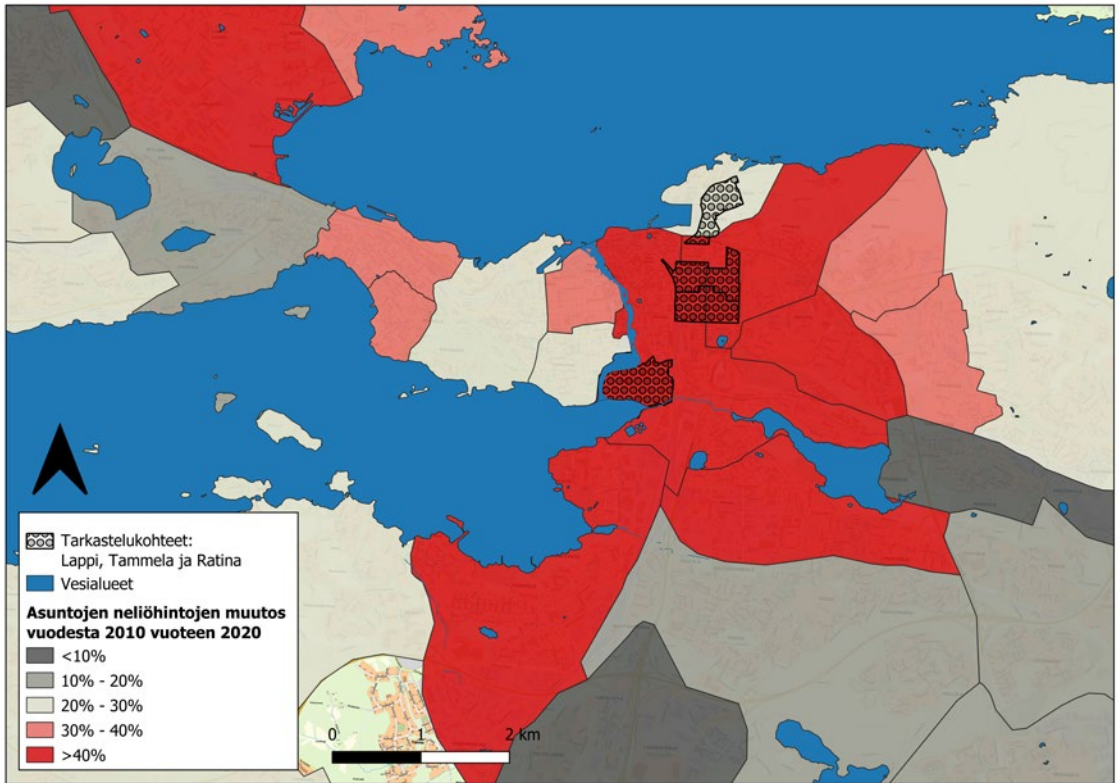 Tarkastelukohteet:
Lappi, Tammela ja Ratina
Vesialueet
Asuntojen neliöhintojen muutos
vuodesta 2010 vuoteen 2020
<10%
10% - 20%
20% - 30%
30% - 40%
>40%
0 1 2 km